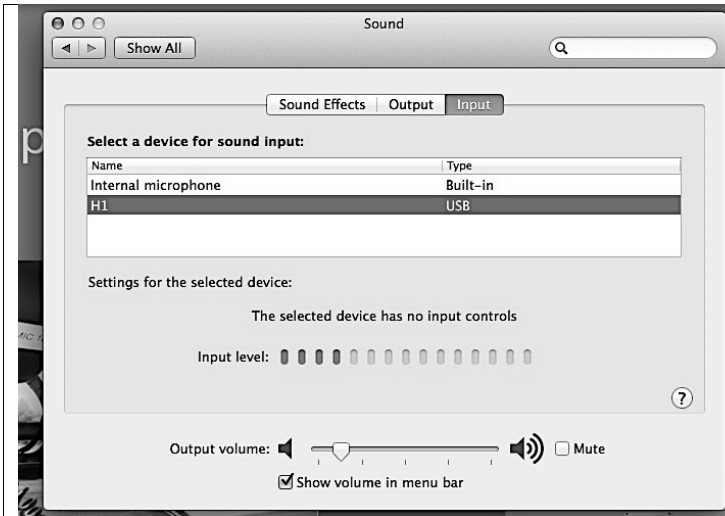 Sound
Show All
Sound Effects Output Input
Select a device for sound input:
Name Type
Internal microphone Built-in
H1 USB
Settings for the selected device:
The selected device has no input controls
Input level:
?
Output volume: Mute
Show volume in menu bar
p